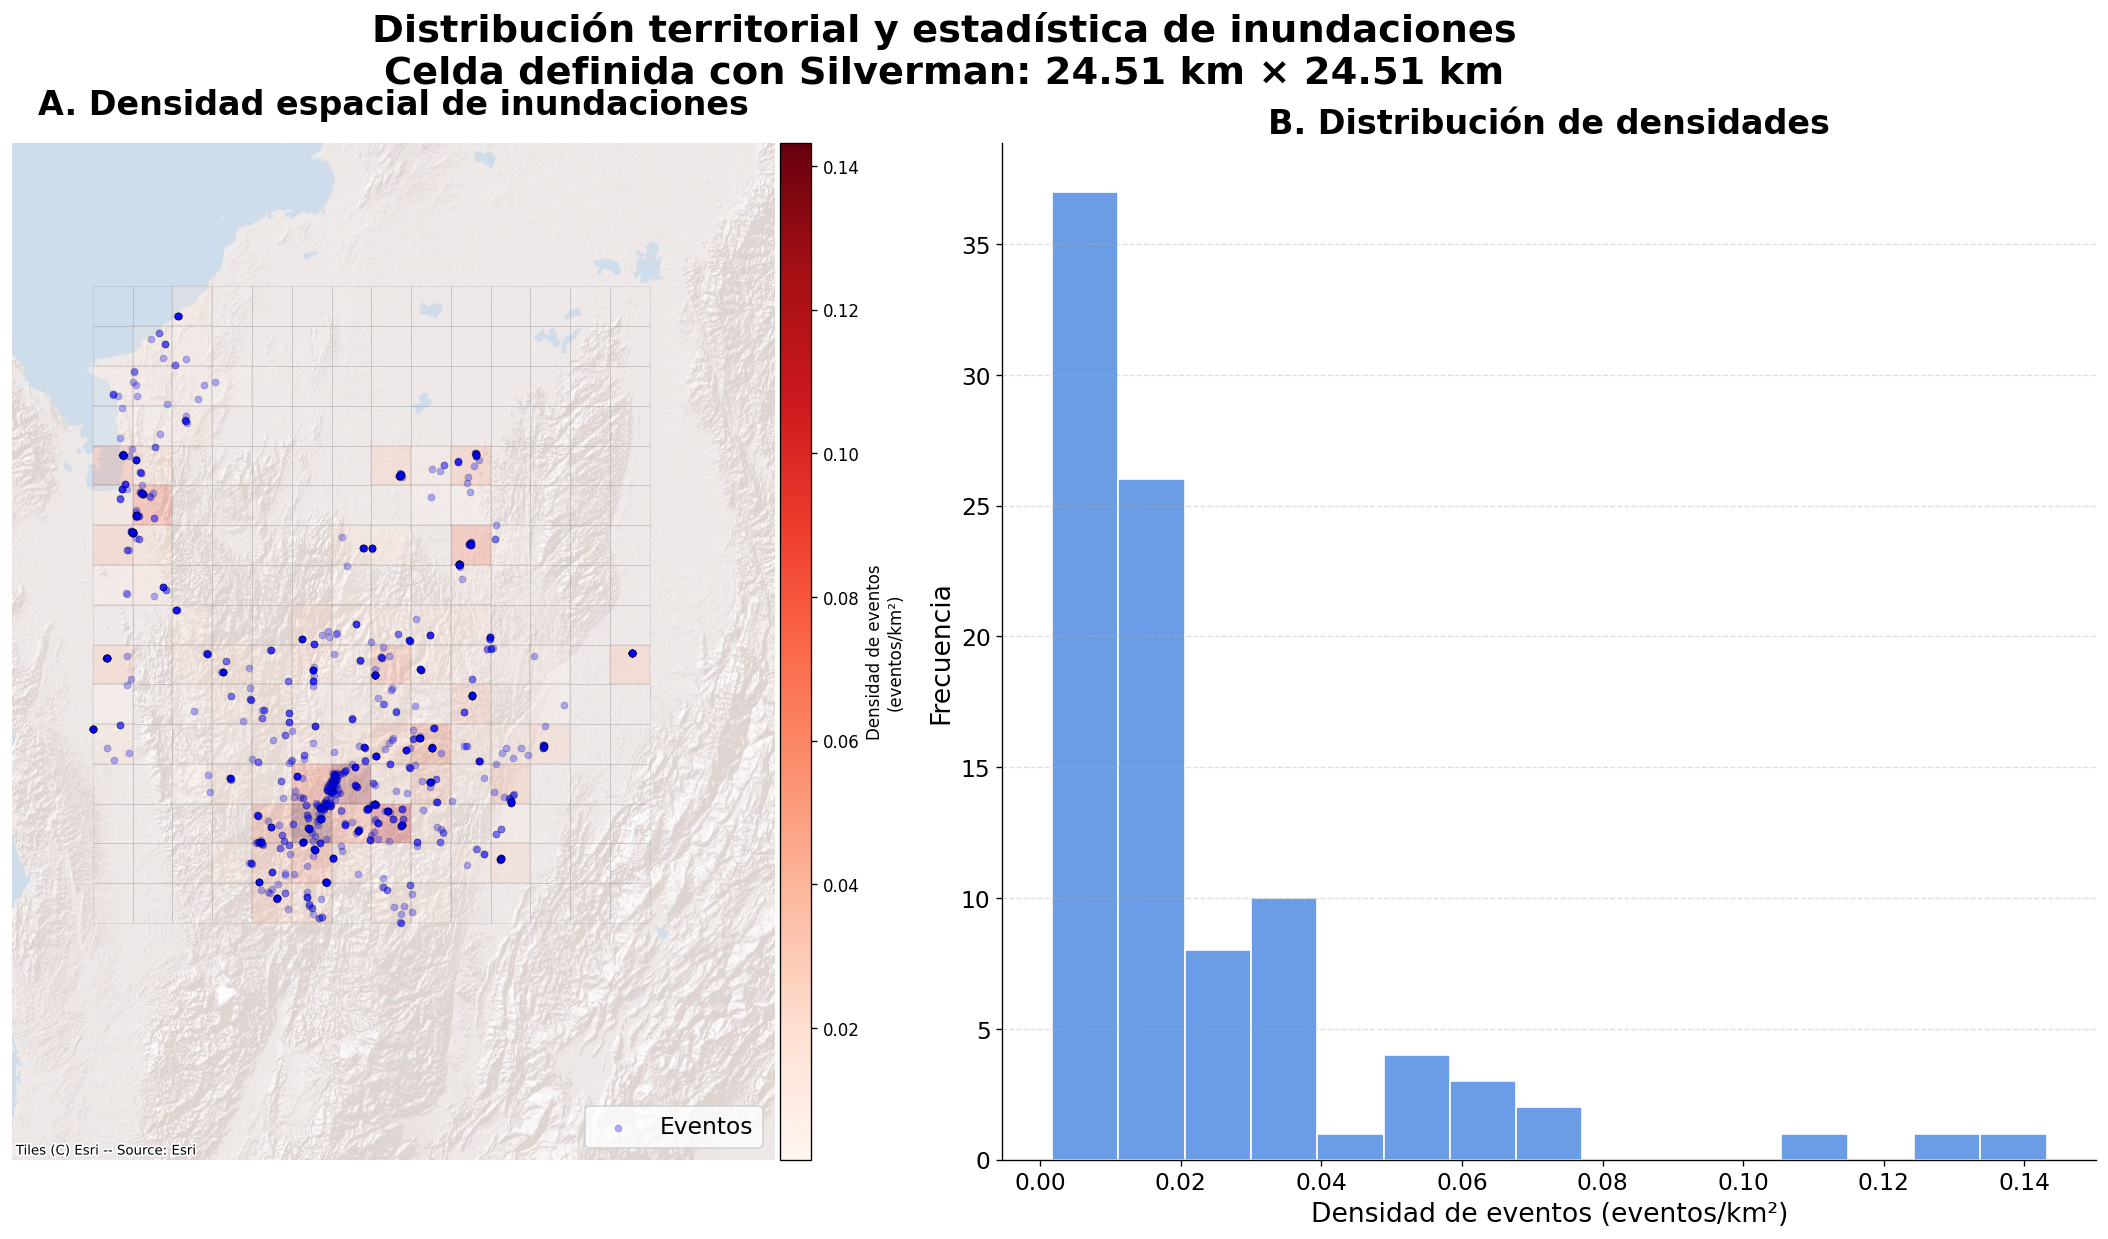 Distribución territorial y estadística de inundaciones
Celda definida con Silverman: 24.51 km × 24.51 km
A. Densidad espacial de inundaciones
0.14
0.12
0.10
0.08
0.06
0.04
0.02
Densidad de eventos
(eventos/km²)
Eventos
Tiles (C) Esri -- Source: Esri
B. Distribución de densidades
Frecuencia
35
30
25
20
15
10
5
0
0.00
0.02
0.04
0.06
0.08
0.10
0.12
0.14
Densidad de eventos (eventos/km²)